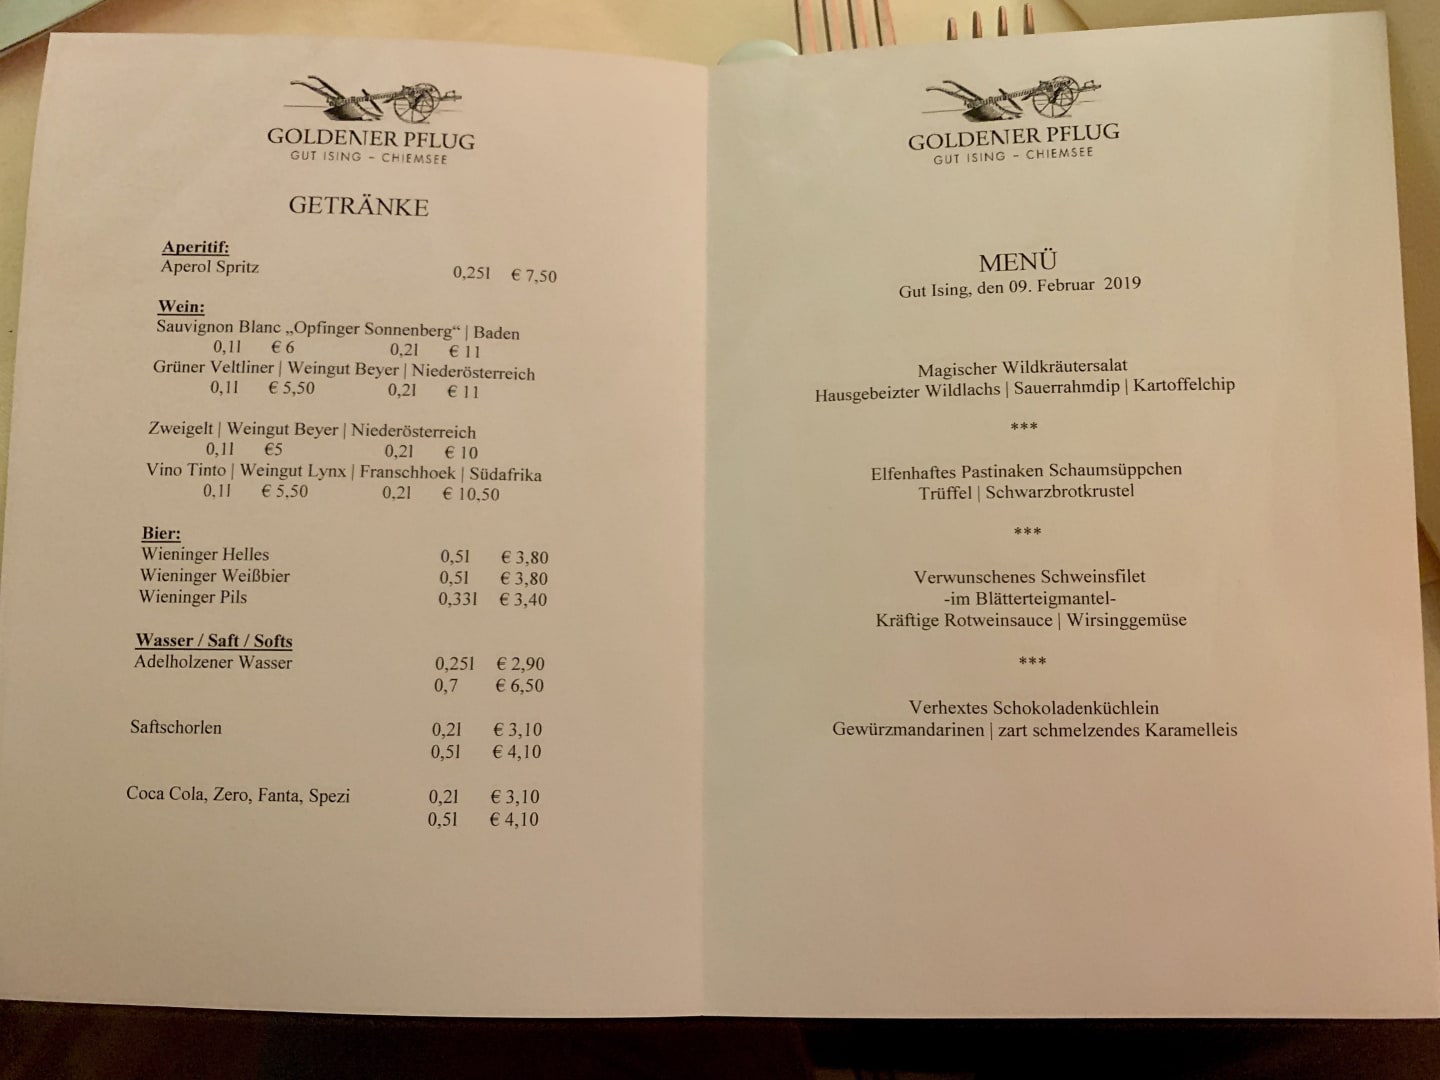 GOLDENER PFLUG
GUT ISING – CHIEMSEE
GETRÄNKE
Aperitif:
Aperol Spritz 0,25l € 7,50
Wein:
Sauvignon Blanc „Opfinger Sonnenberg“ | Baden
0,1l € 6 0,2l € 11
Grüner Veltliner | Weingut Beyer | Niederösterreich
0,1l € 5,50 0,2l € 11
Zweigelt | Weingut Beyer | Niederösterreich
0,1l €5 0,2l € 10
Vino Tinto | Weingut Lynx | Franschhoek | Südafrika
0,1l € 5,50 0,2l € 10,50
Bier:
Wieninger Helles 0,5l € 3,80
Wieninger Weißbier 0,5l € 3,80
Wieninger Pils 0,33l € 3,40
Wasser / Saft / Softs
Adelholzener Wasser 0,25l € 2,90
0,7 € 6,50
Saftschorlen 0,2l € 3,10
0,5l € 4,10
Coca Cola, Zero, Fanta, Spezi 0,2l € 3,10
0,5l € 4,10
GOLDENER PFLUG
GUT ISING – CHIEMSEE
MENÜ
Gut Ising, den 09. Februar 2019
Magischer Wildkräutersalat
Hausgebeizter Wildlachs | Sauerrahmdip | Kartoffelchip
***
Elfenhaftes Pastinaken Schaumsüppchen
Trüffel | Schwarzbrotkrustel
***
Verwunschenes Schweinsfilet
-im Blätterteigmantel-
Kräftige Rotweinsauce | Wirsinggemüse
***
Verhextes Schokoladenküchlein
Gewürzmandarinen | zart schmelzendes Karamelleis